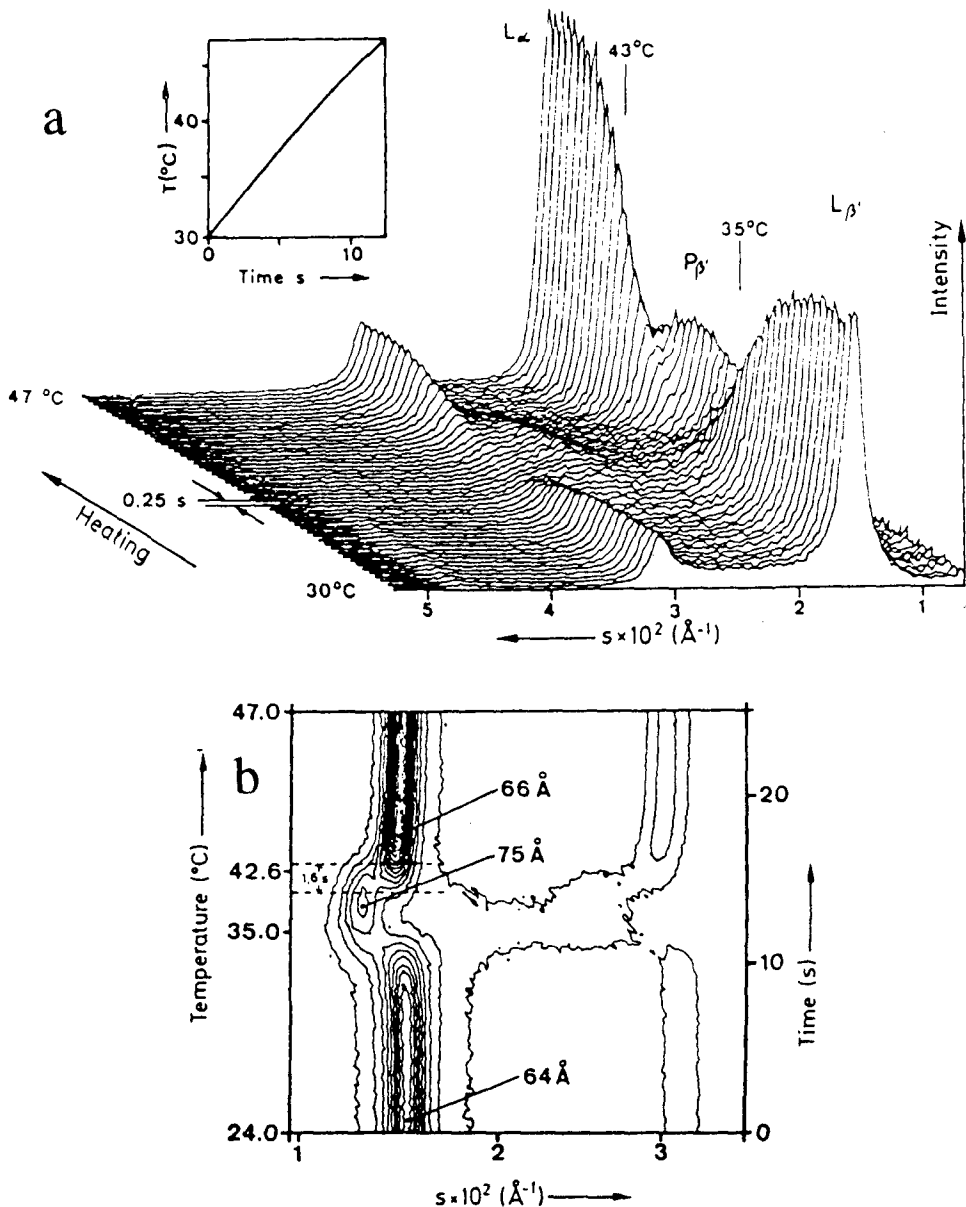 a
40
30
T(°C)
0
10
Time s
Lα
43°C
Pβ'
35°C
Lβ'
Intensity
47 °C
0.25 s
Heating
30°C
5
4
3
2
1
s×10² (Å⁻¹)
b
47.0
42.6
35.0
24.0
Temperature (°C)
1,6 s
66 Å
75 Å
64 Å
20
10
0
Time (s)
1
2
3
s×10² (Å⁻¹)